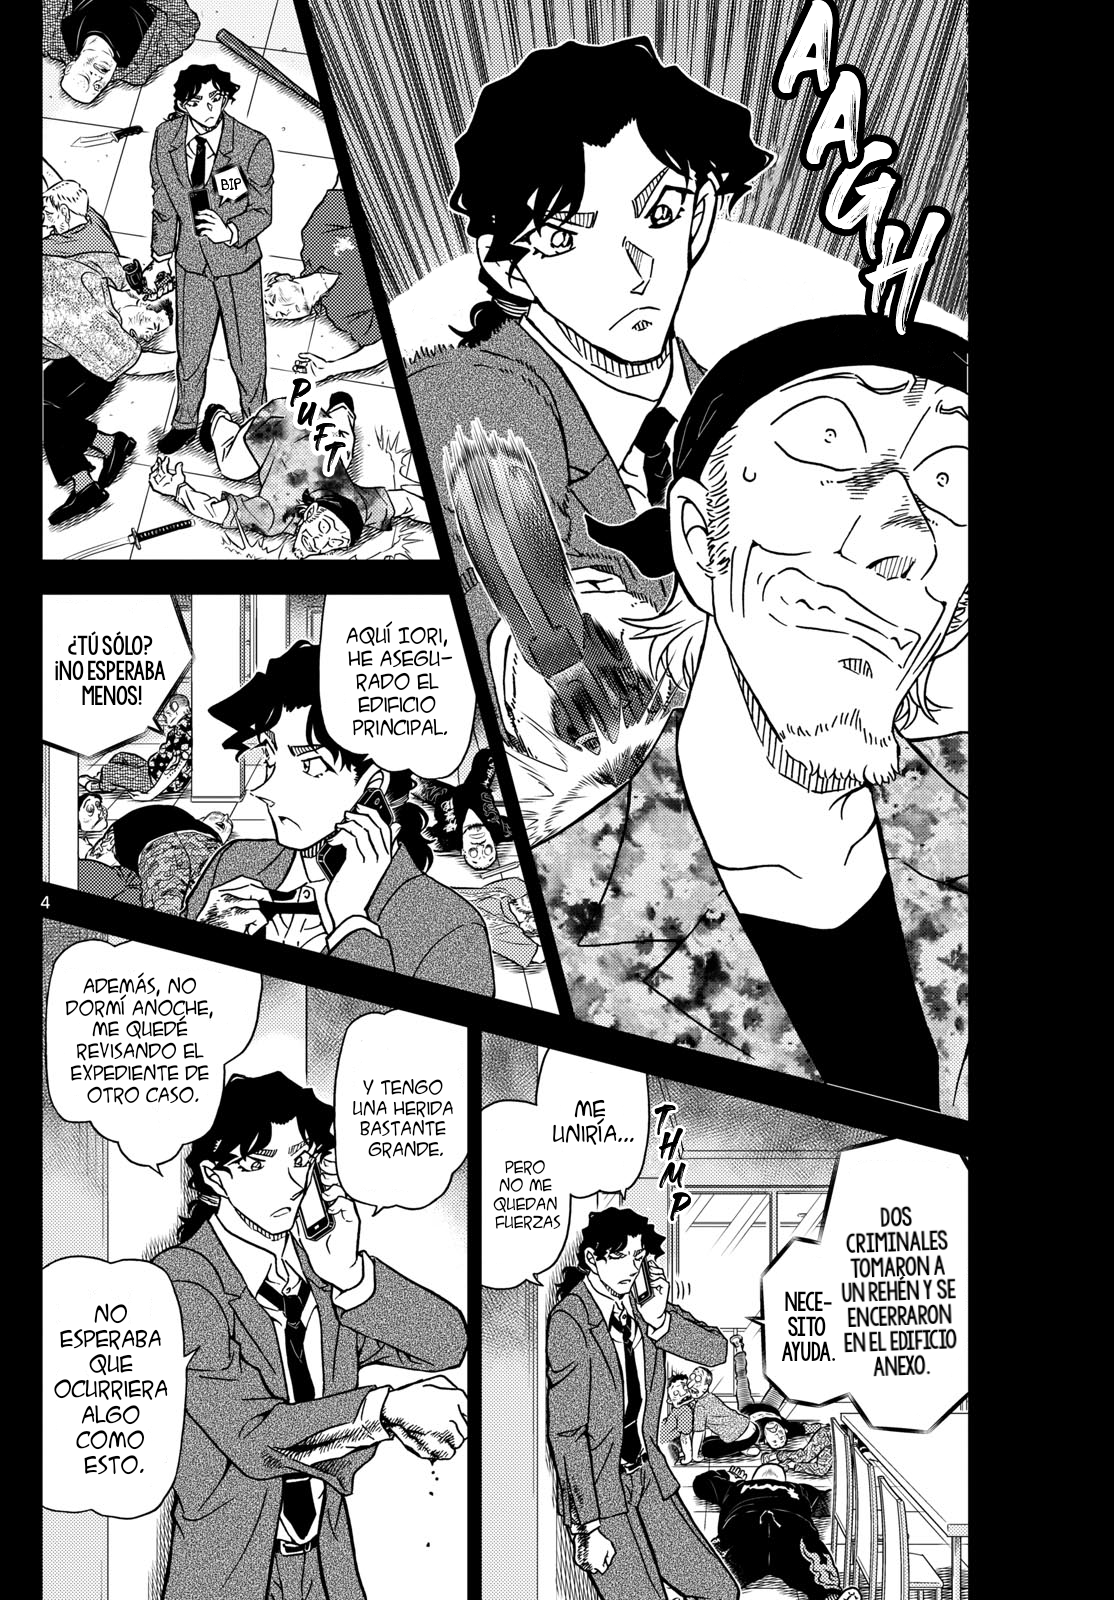 AAGH
BIP
PUFT
AQUÍ IORI,
HE ASEGU-
RADO EL
EDIFICIO
PRINCIPAL.
¿TÚ SÓLO?
¡NO ESPERABA
MENOS!
4
DOS
CRIMINALES
TOMARON A
UN REHÉN Y SE
ENCERRARON
EN EL EDIFICIO
ANEXO.
NECE-
SITO
AYUDA.
THMP
ME
UNIRÍA...
PERO
NO ME
QUEDAN
FUERZAS
Y TENGO
UNA HERIDA
BASTANTE
GRANDE.
ADEMÁS, NO
DORMÍ ANOCHE,
ME QUEDÉ
REVISANDO EL
EXPEDIENTE DE
OTRO CASO.
NO
ESPERABA
QUE
OCURRIERA
ALGO
COMO
ESTO.